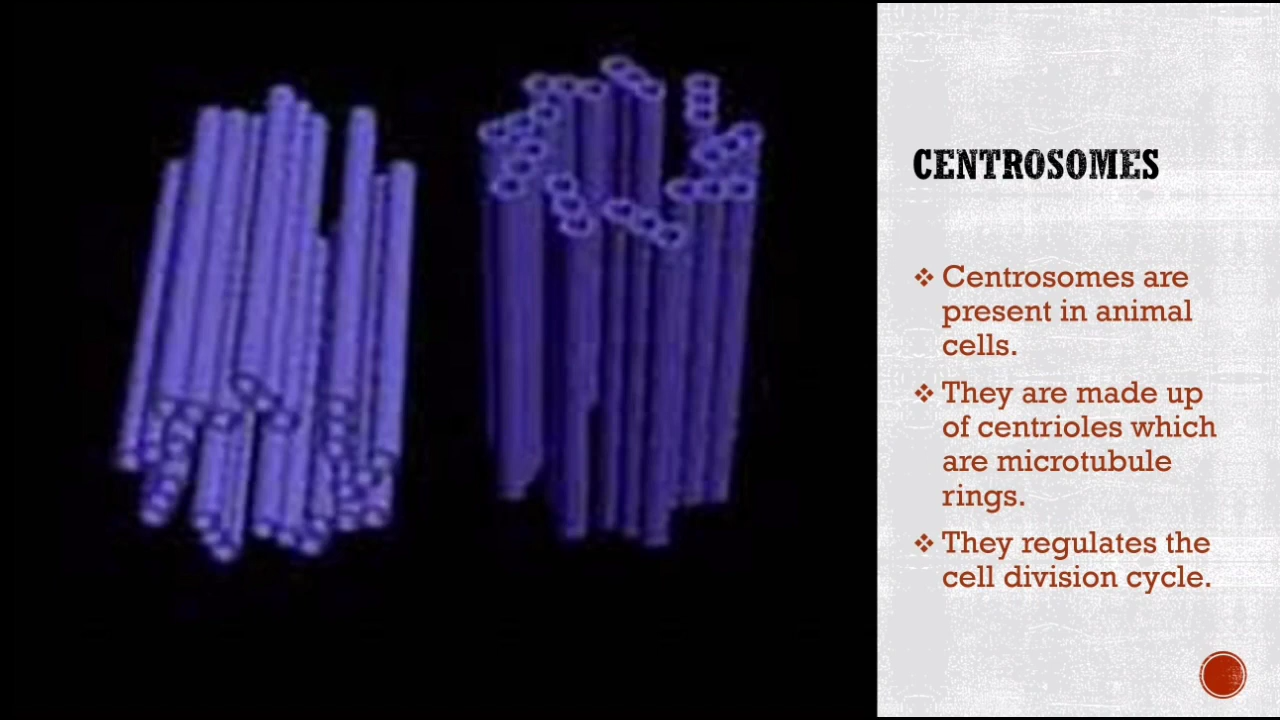 CENTROSOMES
❖ Centrosomes are
present in animal
cells.
❖ They are made up
of centrioles which
are microtubule
rings.
❖ They regulates the
cell division cycle.